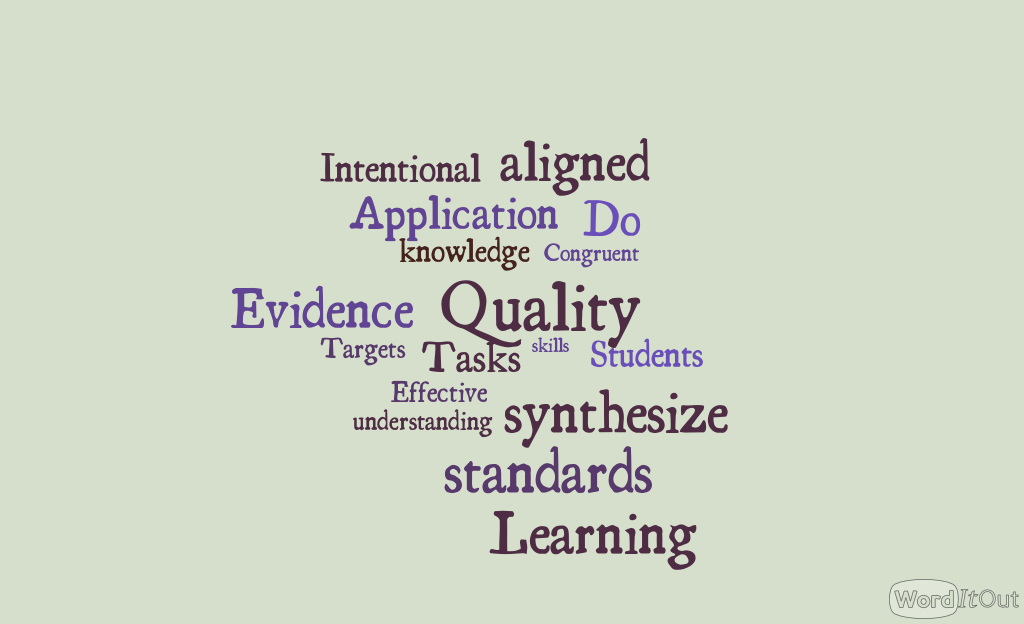 Intentional aligned
Application Do
knowledge Congruent
Evidence Quality
Targets Tasks skills Students
Effective
understanding synthesize
standards
Learning
WordItOut